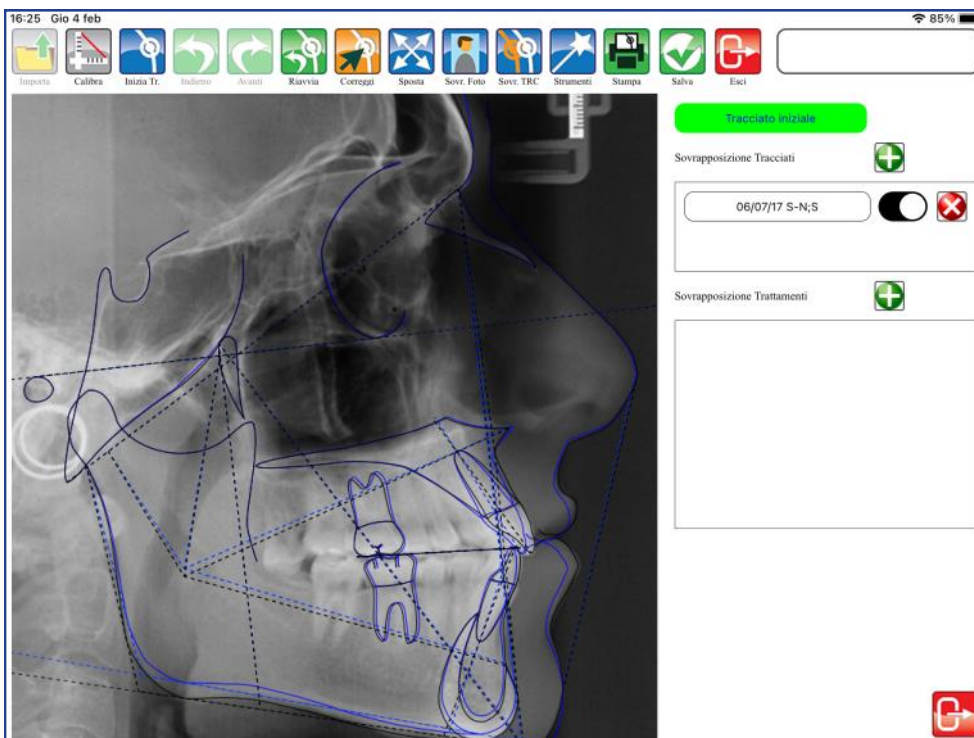 16:25 Gio 4 feb 85%
Importa Calibra Inizia Tr. Indietro Avanti Riavvia Correggi Sposta Sovr. Foto Sovr. TRC Strumenti Stampa Salva Esci
Tracciato iniziale
Sovrapposizione Tracciati
06/07/17 S-N;S
Sovrapposizione Trattamenti